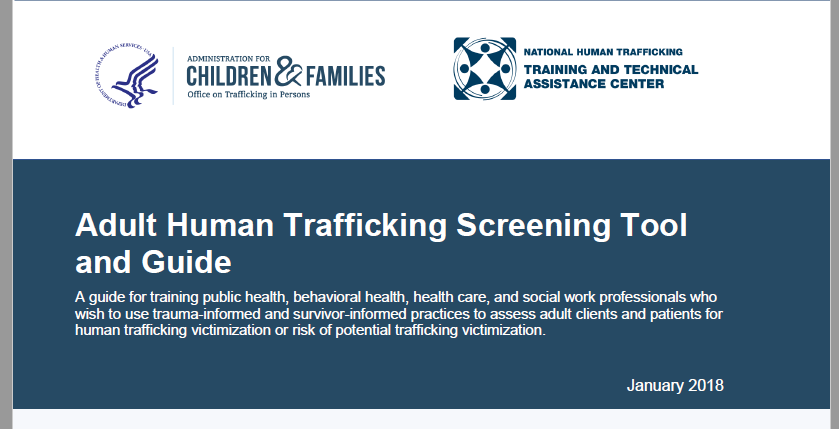 DEPARTMENT OF HEALTH & HUMAN SERVICES · USA
ADMINISTRATION FOR
CHILDREN & FAMILIES
Office on Trafficking in Persons
NATIONAL HUMAN TRAFFICKING
TRAINING AND TECHNICAL
ASSISTANCE CENTER
Adult Human Trafficking Screening Tool
and Guide
A guide for training public health, behavioral health, health care, and social work professionals who
wish to use trauma-informed and survivor-informed practices to assess adult clients and patients for
human trafficking victimization or risk of potential trafficking victimization.
January 2018